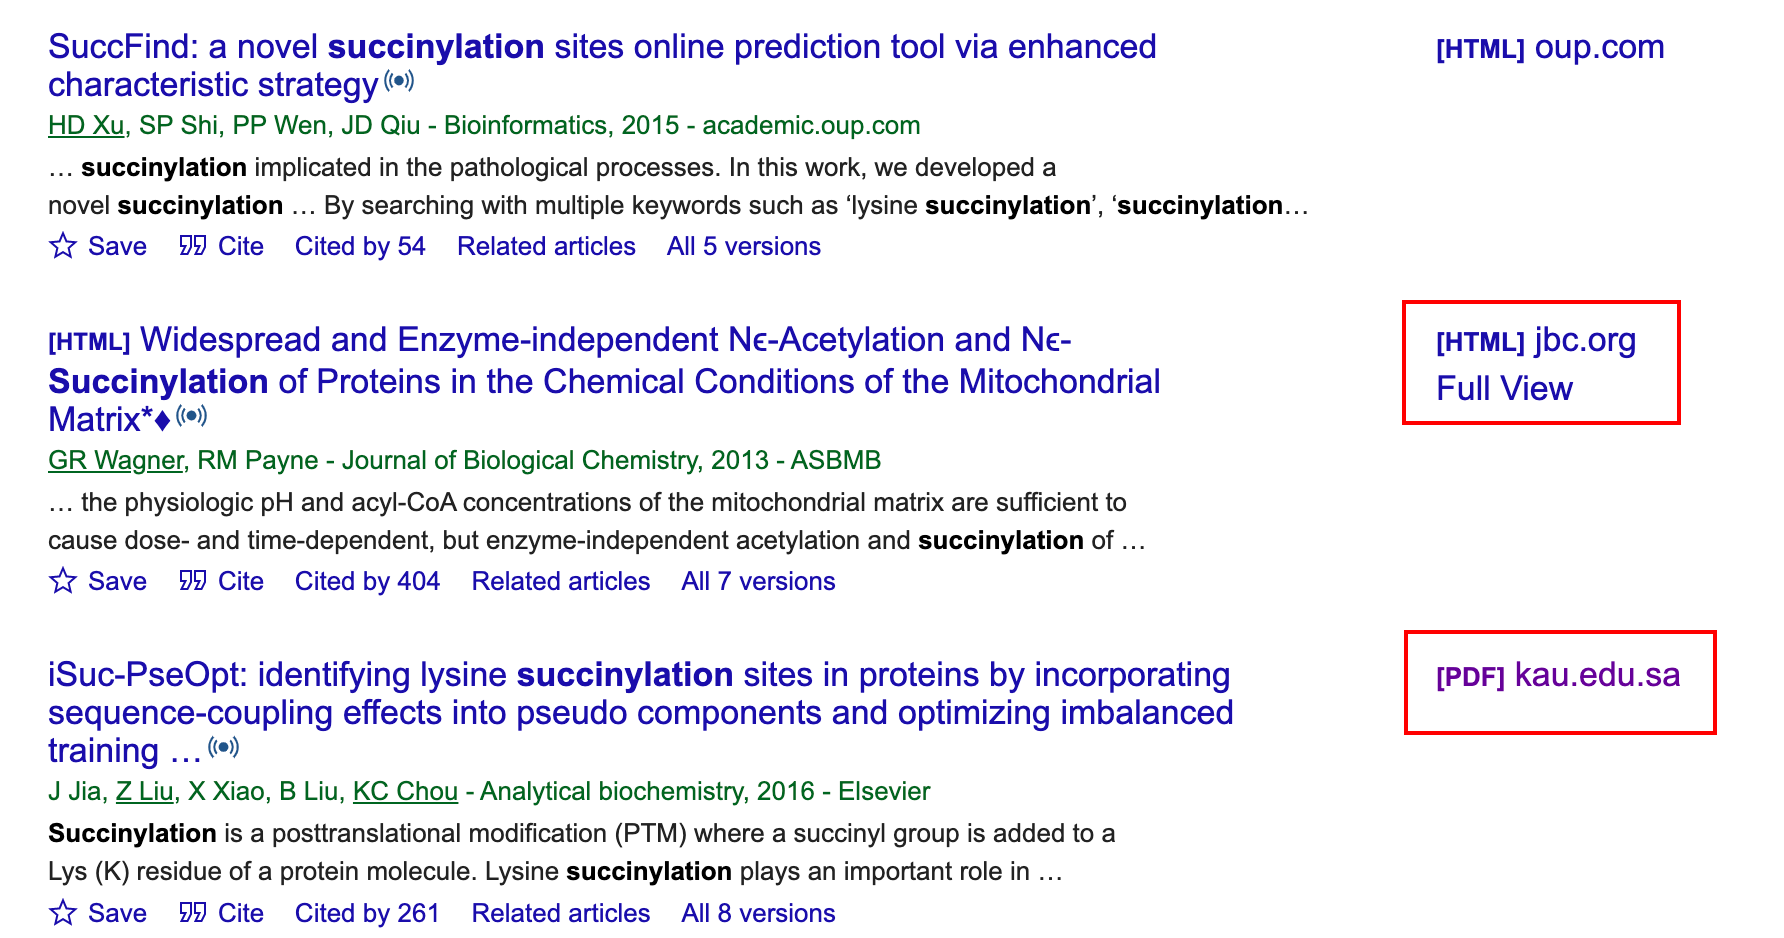 SuccFind: a novel succinylation sites online prediction tool via enhanced
characteristic strategy
HD Xu, SP Shi, PP Wen, JD Qiu - Bioinformatics, 2015 - academic.oup.com
… succinylation implicated in the pathological processes. In this work, we developed a
novel succinylation … By searching with multiple keywords such as ‘lysine succinylation’, ‘succinylation…
Save Cite Cited by 54 Related articles All 5 versions
[HTML] oup.com
[HTML] Widespread and Enzyme-independent Nϵ-Acetylation and Nϵ-
Succinylation of Proteins in the Chemical Conditions of the Mitochondrial
Matrix*♦
GR Wagner, RM Payne - Journal of Biological Chemistry, 2013 - ASBMB
… the physiologic pH and acyl-CoA concentrations of the mitochondrial matrix are sufficient to
cause dose- and time-dependent, but enzyme-independent acetylation and succinylation of …
Save Cite Cited by 404 Related articles All 7 versions
[HTML] jbc.org
Full View
iSuc-PseOpt: identifying lysine succinylation sites in proteins by incorporating
sequence-coupling effects into pseudo components and optimizing imbalanced
training …
J Jia, Z Liu, X Xiao, B Liu, KC Chou - Analytical biochemistry, 2016 - Elsevier
Succinylation is a posttranslational modification (PTM) where a succinyl group is added to a
Lys (K) residue of a protein molecule. Lysine succinylation plays an important role in …
Save Cite Cited by 261 Related articles All 8 versions
[PDF] kau.edu.sa